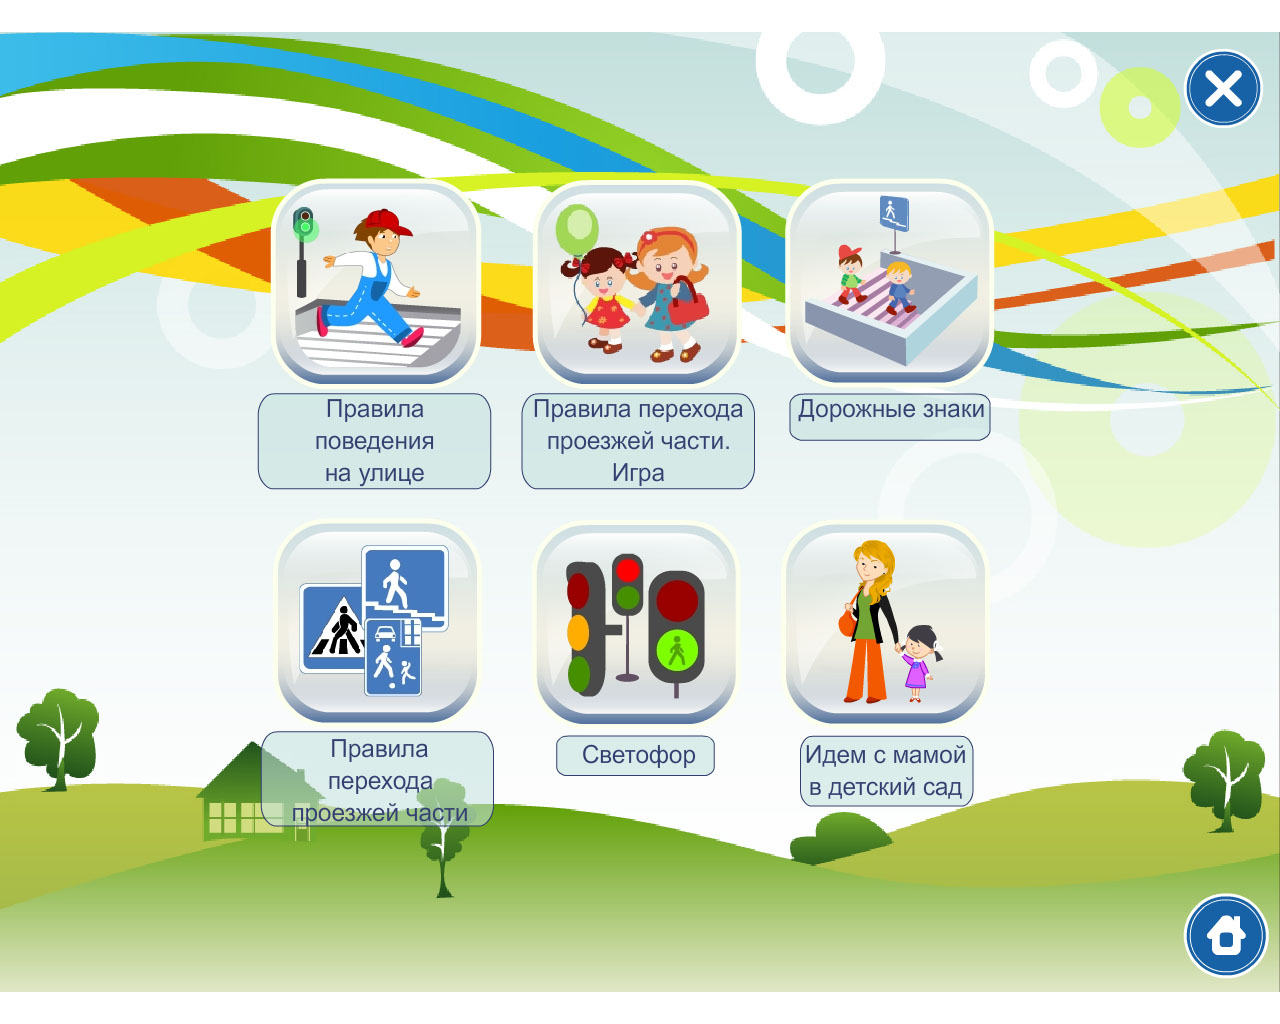 Правила
поведения
на улице
Правила перехода
проезжей части.
Игра
Дорожные знаки
Правила
перехода
проезжей части
Светофор
Идем с мамой
в детский сад